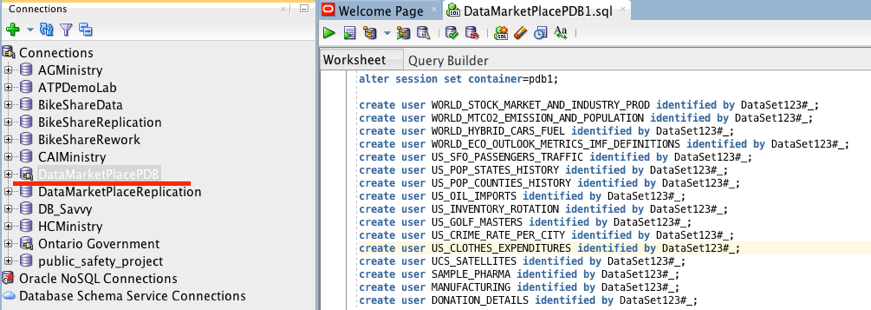 Connections
Connections
AGMinistry
ATPDemoLab
BikeShareData
BikeShareReplication
BikeShareRework
CAIMinistry
DataMarketPlacePDB
DataMarketPlaceReplication
DB_Savvy
HCMinistry
Ontario Government
public_safety_project
Oracle NoSQL Connections
Database Schema Service Connections
Welcome Page
DataMarketPlacePDB1.sql
SQL
Aa
Worksheet
Query Builder
alter session set container=pdb1;
create user WORLD_STOCK_MARKET_AND_INDUSTRY_PROD identified by DataSet123#_;
create user WORLD_MTCO2_EMISSION_AND_POPULATION identified by DataSet123#_;
create user WORLD_HYBRID_CARS_FUEL identified by DataSet123#_;
create user WORLD_ECO_OUTLOOK_METRICS_IMF_DEFINITIONS identified by DataSet123#_;
create user US_SFO_PASSENGERS_TRAFFIC identified by DataSet123#_;
create user US_POP_STATES_HISTORY identified by DataSet123#_;
create user US_POP_COUNTIES_HISTORY identified by DataSet123#_;
create user US_OIL_IMPORTS identified by DataSet123#_;
create user US_INVENTORY_ROTATION identified by DataSet123#_;
create user US_GOLF_MASTERS identified by DataSet123#_;
create user US_CRIME_RATE_PER_CITY identified by DataSet123#_;
create user US_CLOTHES_EXPENDITURES identified by DataSet123#_;
create user UCS_SATELLITES identified by DataSet123#_;
create user SAMPLE_PHARMA identified by DataSet123#_;
create user MANUFACTURING identified by DataSet123#_;
create user DONATION_DETAILS identified by DataSet123#_;